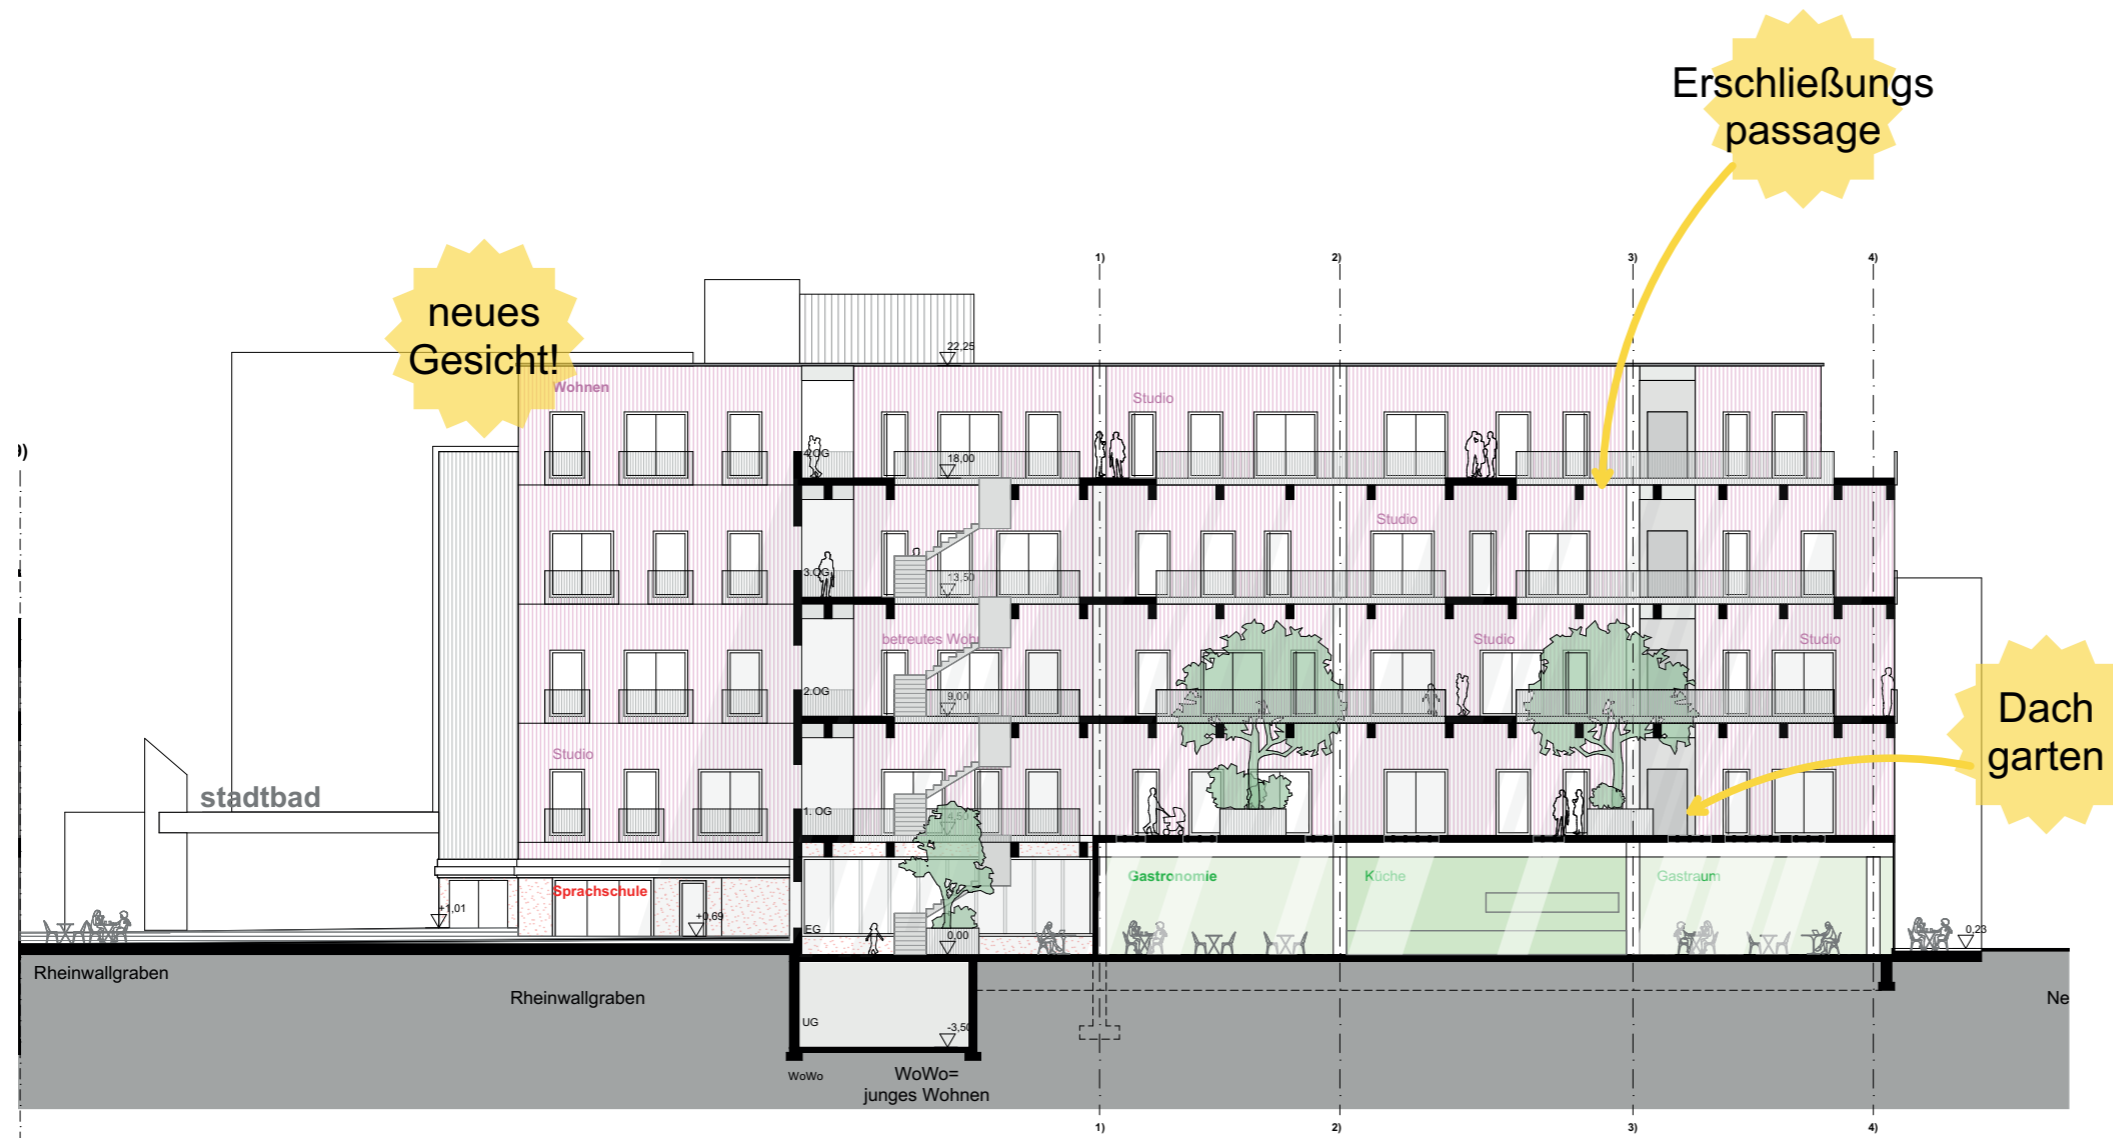 Erschließungs
passage
1)
2)
3)
4)
neues
Gesicht!
22,25
Wohnen
Studio
4.OG
18,00
Studio
3.OG
13,50
betreutes Woh
Studio
Studio
2.OG
9,00
Dach
garten
Studio
stadtbad
1. OG
4,50
Gastronomie
Küche
Gastraum
Sprachschule
+1,01
+0,69
EG
0,00
0,23
Rheinwallgraben
Rheinwallgraben
Ne
UG
-3,50
WoWo
WoWo=
junges Wohnen
1)
2)
3)
4)